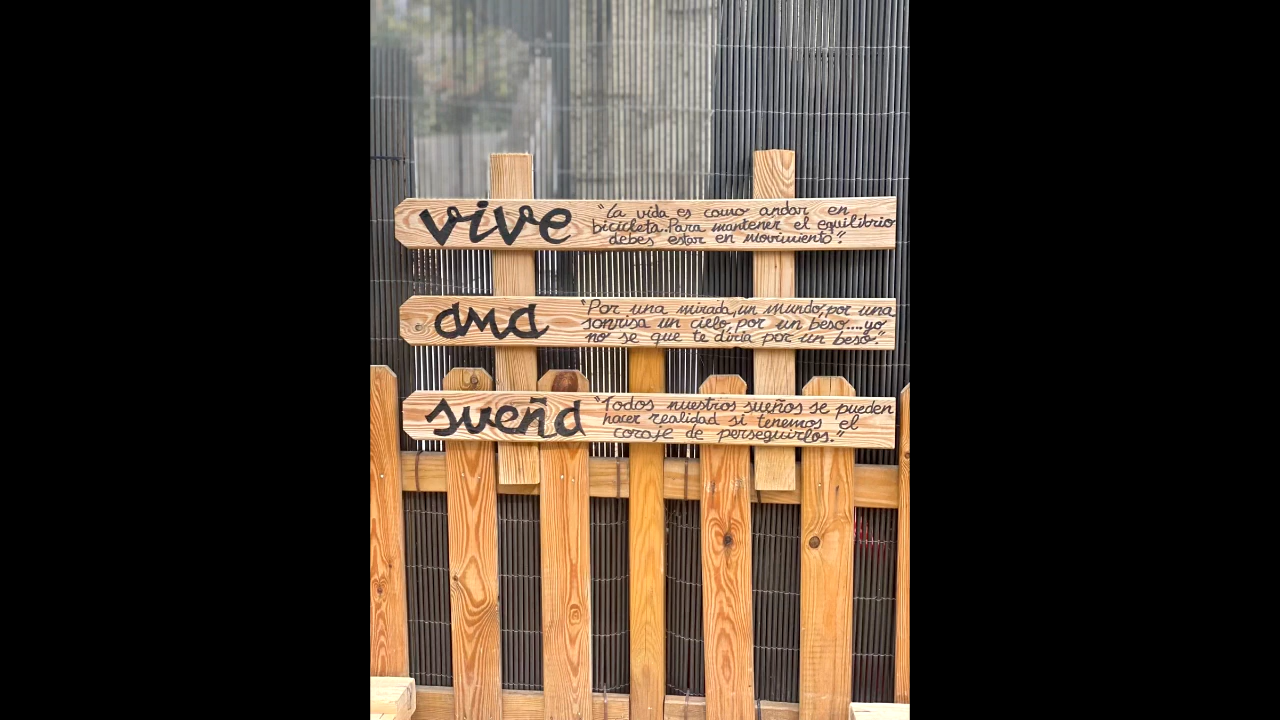 vive
"La vida es como andar en
bicicleta.Para mantener el equilibrio
debes estar en movimiento".
ama
"Por una mirada,un mundo,por una
sonrisa un cielo,por un beso....yo
no se que te diria por un beso."
sueña
"Todos nuestros sueños se pueden
hacer realidad si tenemos el
coraje de perseguirlos."